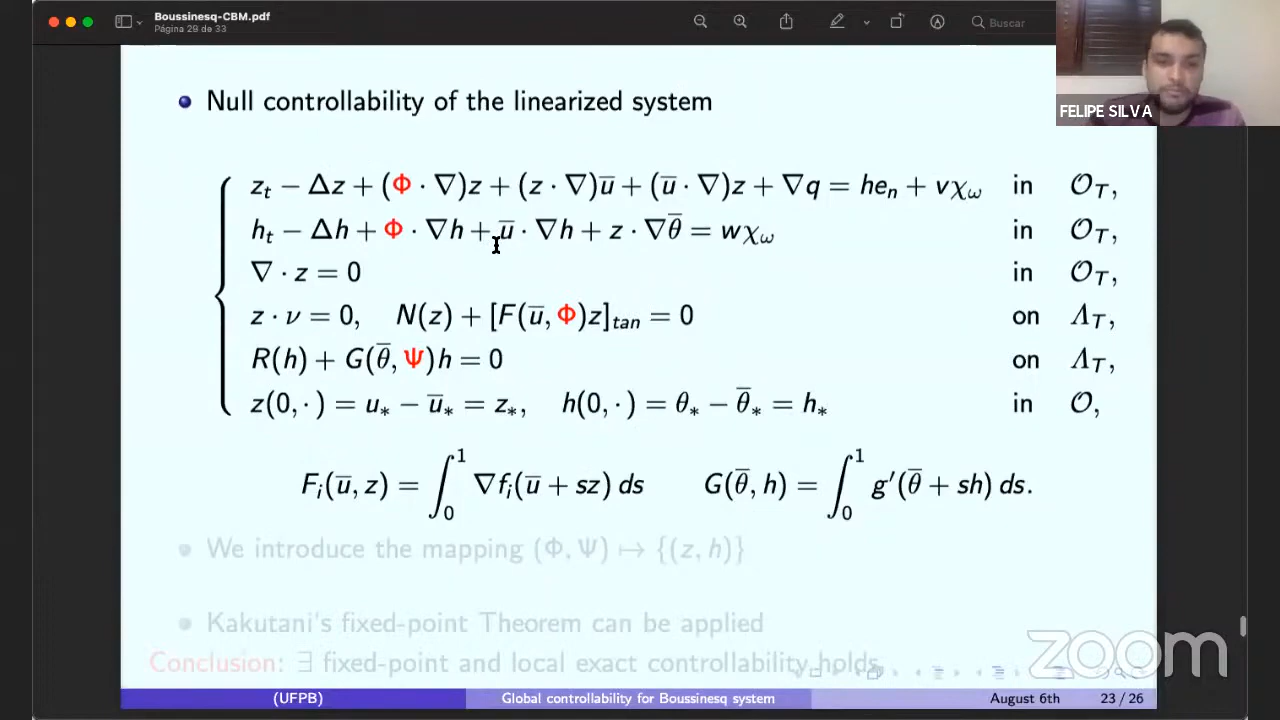 Boussinesq-CBM.pdf
Página 29 de 33
Buscar
FELIPE SILVA
Null controllability of the linearized system
z_t − Δz + (Φ · ∇)z + (z · ∇)u̅ + (u̅ · ∇)z + ∇q = he_n + vχ_ω in 𝒪_T,
h_t − Δh + Φ · ∇h + u̅ · ∇h + z · ∇θ̅ = wχ_ω in 𝒪_T,
∇ · z = 0 in 𝒪_T,
z · ν = 0, N(z) + [F(u̅, Φ)z]_tan = 0 on Λ_T,
R(h) + G(θ̅, Ψ)h = 0 on Λ_T,
z(0, ·) = u_* − u̅_* = z_*, h(0, ·) = θ_* − θ̅_* = h_* in 𝒪,
F_i(u̅, z) = ∫_0^1 ∇f_i(u̅ + sz) ds G(θ̅, h) = ∫_0^1 g′(θ̅ + sh) ds.
We introduce the mapping (Φ, Ψ) ↦ {(z, h)}
Kakutani's fixed-point Theorem can be applied
Conclusion: ∃ fixed-point and local exact controllability holds.
zoom
(UFPB) Global controllability for Boussinesq system August 6th 23 / 26